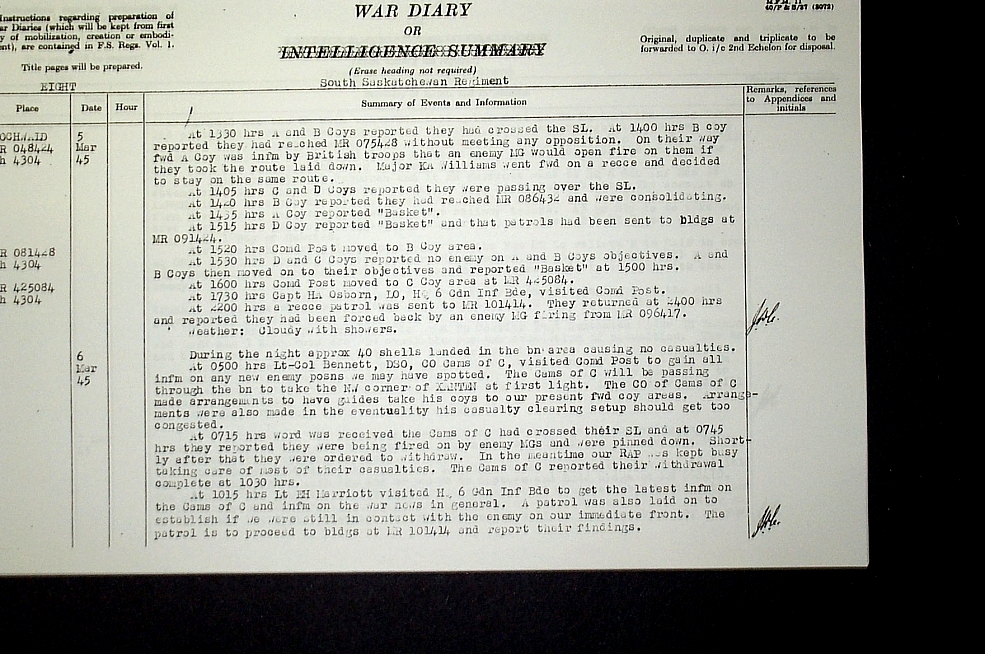 Instructions regarding preparation of
ar Diaries (which will be kept from first
y of mobilization, creation or embodi-
ent), are contained in F.S. Regs. Vol. 1.
Title pages will be prepared.
WAR DIARY
OR
INTELLIGENCE SUMMARY
(Erase heading not required)
South Saskatchewan Regiment
M.F.M. 11
Original, duplicate and triplicate to be
forwarded to O. i/c 2nd Echelon for disposal.
EIGHT
Place Date Hour Summary of Events and Information Remarks, references to Appendices and initials
OCHWALD
R 048424
h 4304
5
Mar
45
At 1330 hrs A and B Coys reported they had crossed the SL. At 1400 hrs B coy
reported they had reached MR 075428 without meeting any opposition. On their way
fwd A Coy was infm by British troops that an enemy MG would open fire on them if
they took the route laid down. Major KA Williams went fwd on a recce and decided
to stay on the same route.
At 1405 hrs C and D Coys reported they were passing over the SL.
At 1420 hrs B Coy reported they had reached MR 086432 and were consolidating.
At 1435 hrs A Coy reported "Basket".
At 1515 hrs D Coy reported "Basket" and that patrols had been sent to bldgs at
MR 091424.
R 081428
h 4304
At 1520 hrs Comd Post moved to B Coy area.
At 1530 hrs D and C Coys reported no enemy on A and B Coys objectives. A and
B Coys then moved on to their objectives and reported "Basket" at 1500 hrs.
R 425084
h 4304
At 1600 hrs Comd Post moved to C Coy area at MR 425084.
At 1730 hrs Capt HA Osborn, LO, HQ 6 Cdn Inf Bde, visited Comd Post.
At 2200 hrs a recce patrol was sent to MR 101414. They returned at 2400 hrs
and reported they had been forced back by an enemy MG firing from MR 096417.
Weather: Cloudy with showers.
6
Mar
45
During the night approx 40 shells landed in the bn area causing no casualties.
At 0500 hrs Lt-Col Bennett, DSO, CO Cams of C, visited Comd Post to gain all
infm on any new enemy posns we may have spotted. The Cams of C will be passing
through the bn to take the NW corner of XANTEN at first light. The CO of Cams of C
made arrangements to have guides take his coys to our present fwd coy areas. Arrange-
ments were also made in the eventuality his casualty clearing setup should get too
congested.
At 0715 hrs word was received the Cams of C had crossed their SL and at 0745
hrs they reported they were being fired on by enemy MGs and were pinned down. Short-
ly after that they were ordered to withdraw. In the meantime our RAP was kept busy
taking care of most of their casualties. The Cams of C reported their withdrawal
complete at 1030 hrs.
At 1015 hrs Lt EH Marriott visited HQ 6 Cdn Inf Bde to get the latest infm on
the Cams of C and infm on the war news in general. A patrol was also laid on to
establish if we were still in contact with the enemy on our immediate front. The
patrol is to proceed to bldgs at MR 101414 and report their findings.